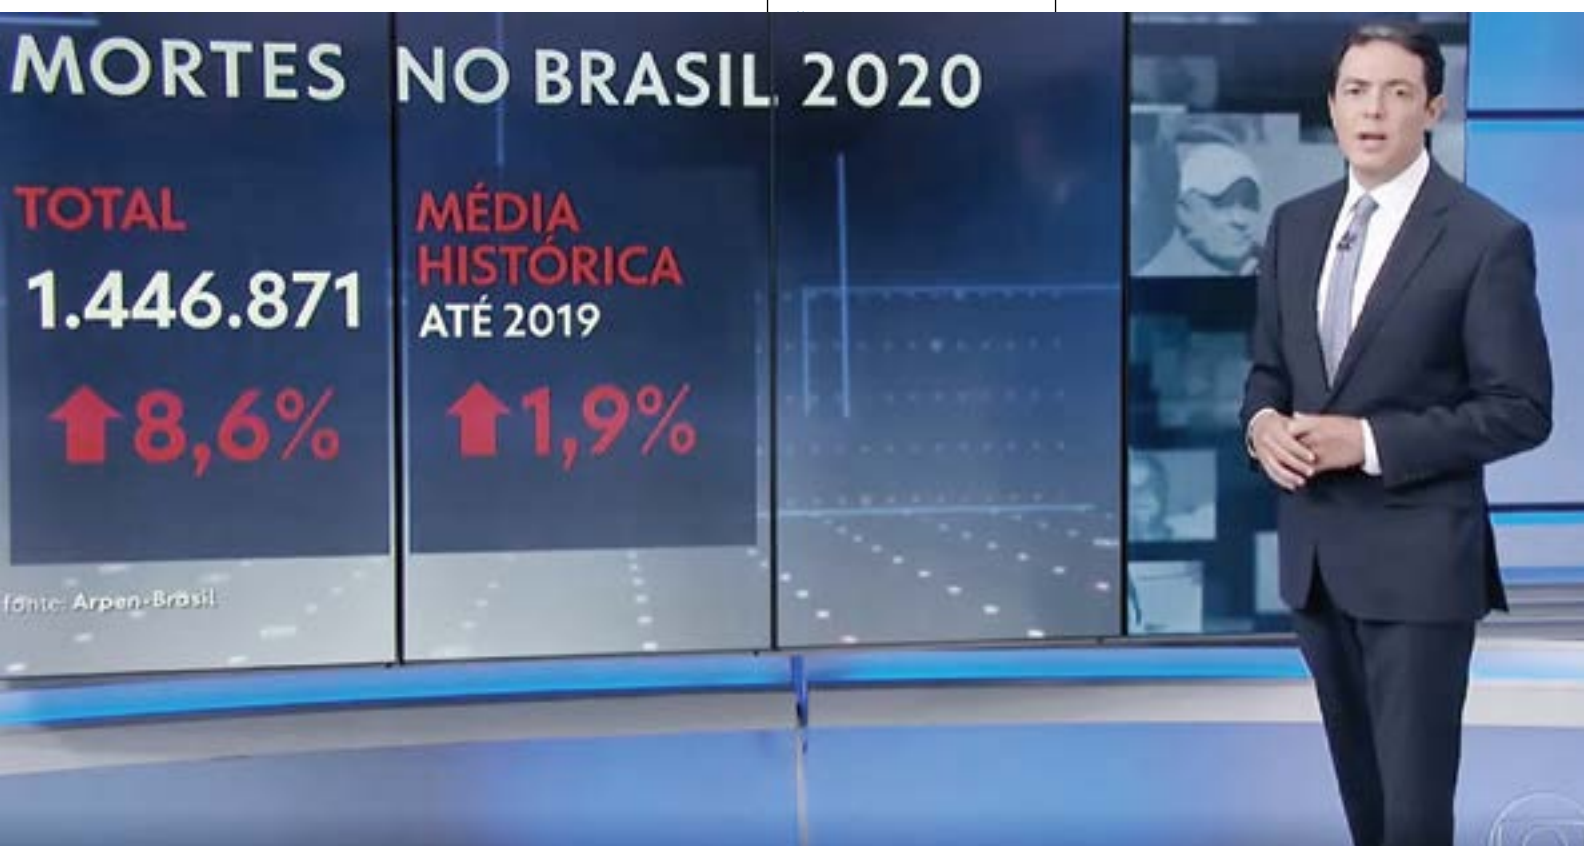 MORTES NO BRASIL 2020
TOTAL
1.446.871
8,6%
MÉDIA
HISTÓRICA
ATÉ 2019
1,9%
fonte: Arpen-Brasil